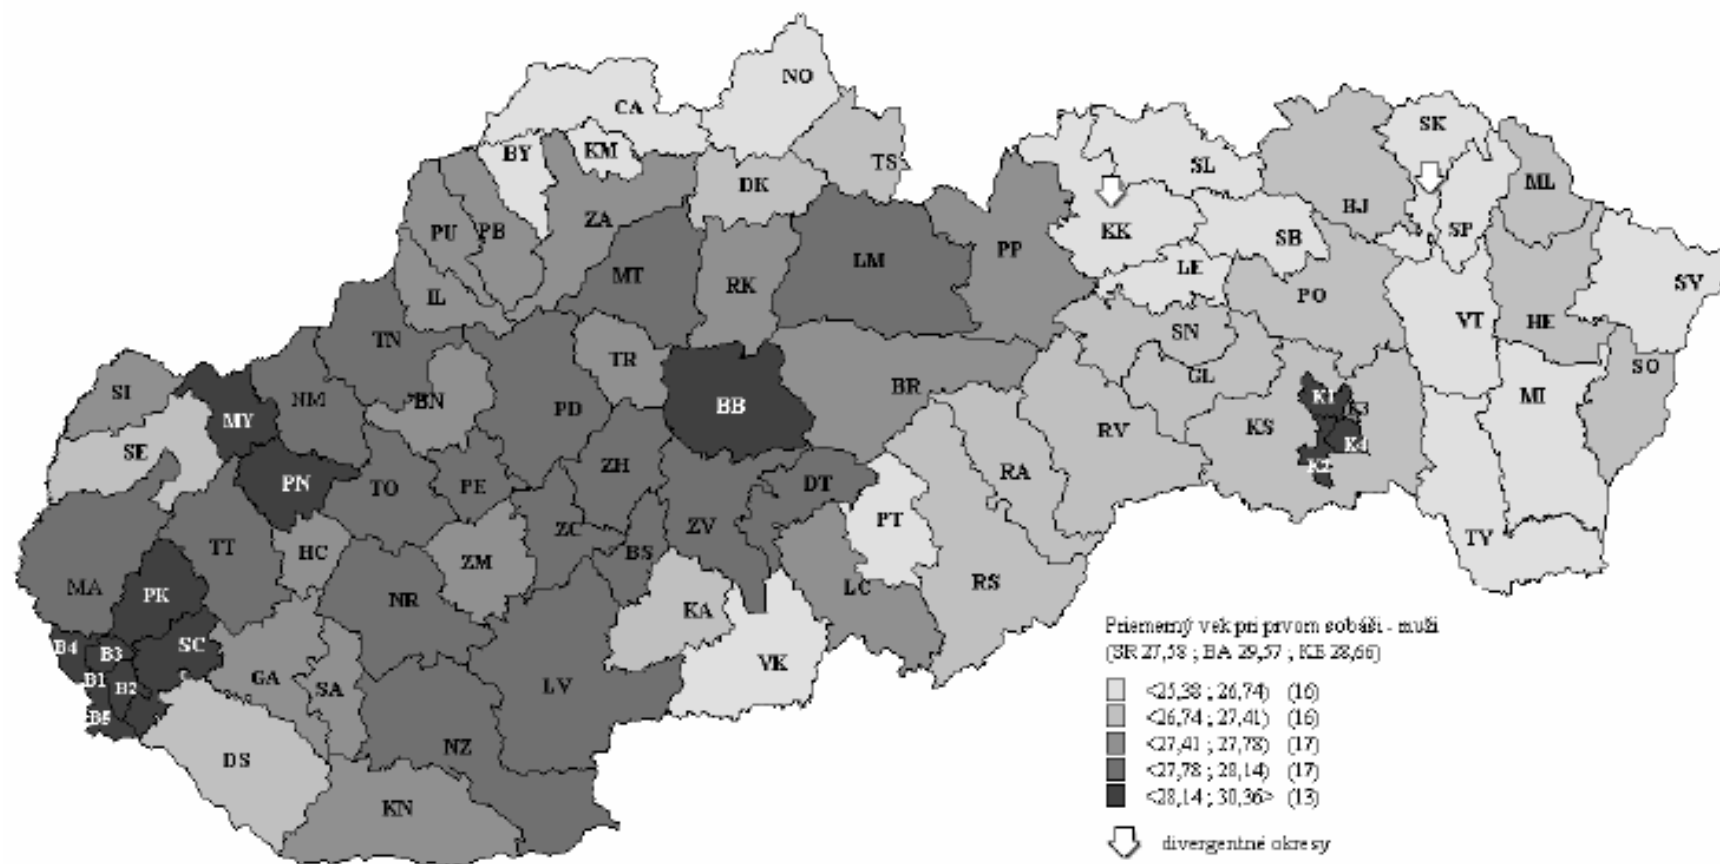 NO
CA
BY
KM
TS
DK
SL
SK
ML
BJ
KK
SB
SP
ZA
PU
PB
IL
MT
RK
LM
PP
LE
PO
VT
HE
SV
TN
TR
SN
SO
SI
NM
BN
PD
BB
BR
GL
K1
K3
MI
MY
SE
RV
KS
K4
K2
PN
TO
PE
ZH
DT
RA
TT
HC
ZM
ZC
BS
ZV
PT
TV
MA
PK
NR
KA
LC
RS
B4
B3
SC
B1
B2
GA
SA
LV
VK
B5
DS
NZ
KN
Priemerný vek pri prvom sobáši - muži
(SR 27,58 ; BA 29,57 ; KE 28,66)
<25,38 ; 26,74) (16)
<26,74 ; 27,41) (16)
<27,41 ; 27,78) (17)
<27,78 ; 28,14) (17)
<28,14 ; 30,36> (13)
divergentné okresy